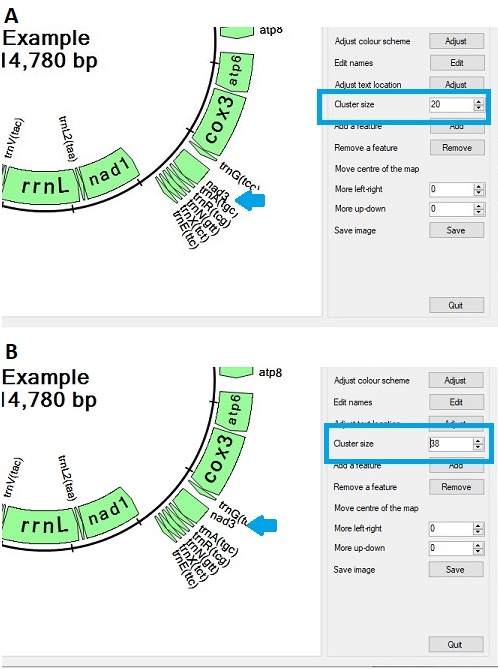 A
Example
14,780 bp
atp8
atp6
cox3
trnG(tcc)
nad3
trnA(tgc)
trnR(tcg)
trnN(gtt)
trnX(tct)
trnE(ttc)
nad1
trnL2(taa)
rrnL
trnV(tac)
Adjust colour scheme Adjust
Edit names Edit
Adjust text location Adjust
Cluster size 20
Add a feature Add
Remove a feature Remove
Move centre of the map
More left-right 0
More up-down 0
Save image Save
Quit
B
Example
14,780 bp
atp8
atp6
cox3
trnG(t
nad3
trnA(tgc)
trnR(tcg)
trnN(gtt)
trnX(tct)
trnE(ttc)
nad1
trnL2(taa)
rrnL
trnV(tac)
Adjust colour scheme Adjust
Edit names Edit
Adjust text location Adjust
Cluster size 38
Add a feature Add
Remove a feature Remove
Move centre of the map
More left-right 0
More up-down 0
Save image Save
Quit